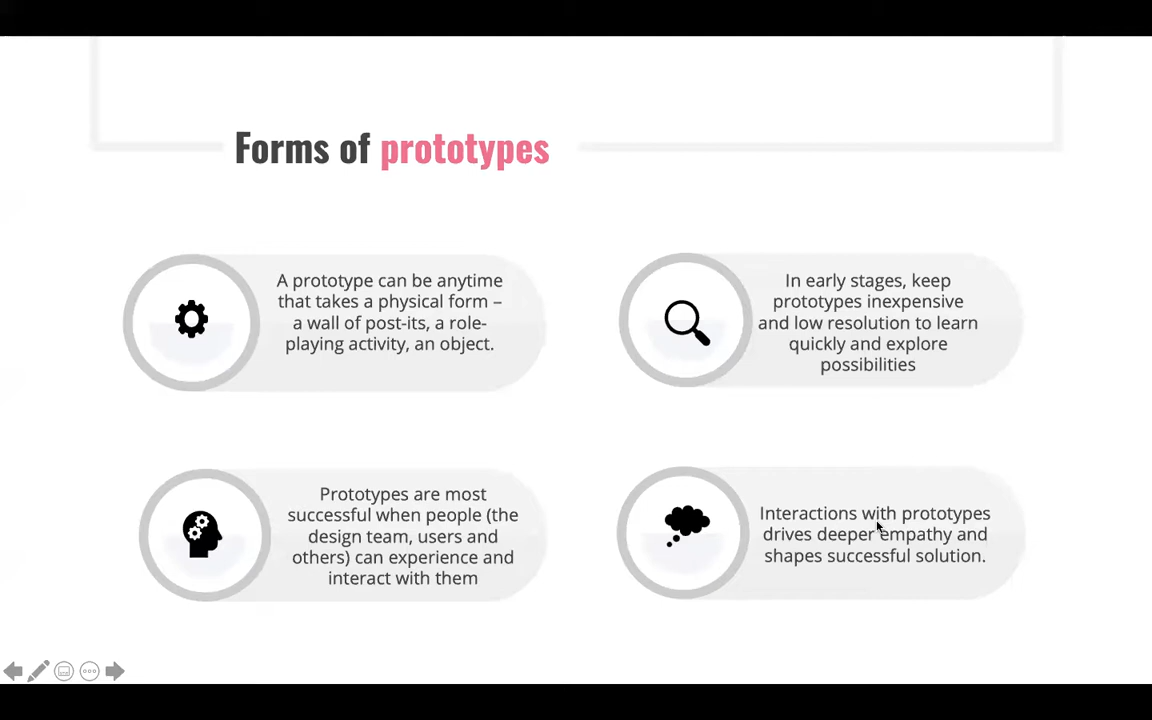 Forms of prototypes
A prototype can be anytime
that takes a physical form –
a wall of post-its, a role-
playing activity, an object.
In early stages, keep
prototypes inexpensive
and low resolution to learn
quickly and explore
possibilities
Prototypes are most
successful when people (the
design team, users and
others) can experience and
interact with them
Interactions with prototypes
drives deeper empathy and
shapes successful solution.